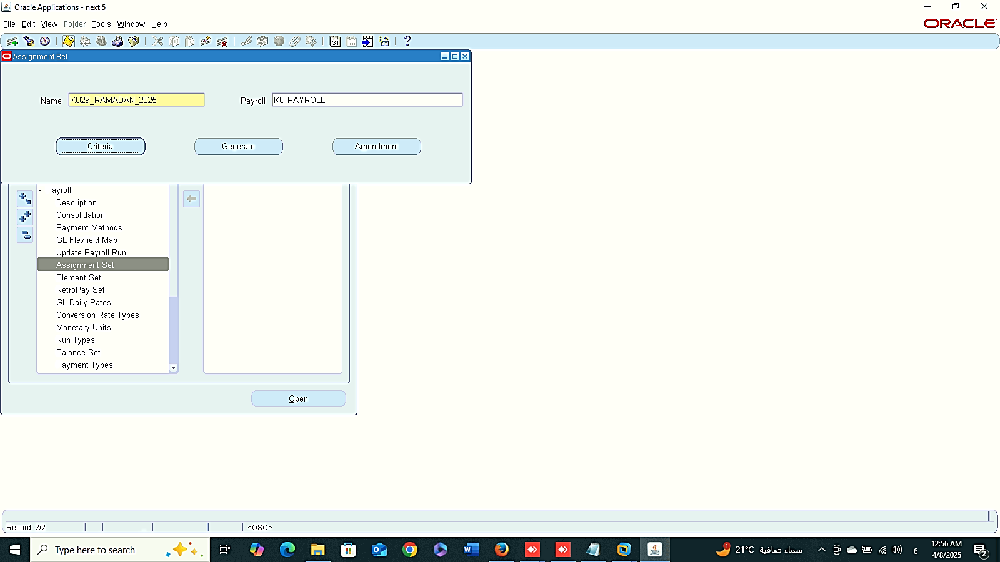 Oracle Applications - next 5
File Edit View Folder Tools Window Help
ORACLE
31
?
Assignment Set
Name KU29_RAMADAN_2025 Payroll KU PAYROLL
Criteria Generate Amendment
- Payroll
Description
Consolidation
Payment Methods
GL Flexfield Map
Update Payroll Run
Assignment Set
Element Set
RetroPay Set
GL Daily Rates
Conversion Rate Types
Monetary Units
Run Types
Balance Set
Payment Types
Open
Record: 2/2 ... <OSC>
Type here to search
1 21°C سماء صافية ع 12:56 AM
4/8/2025 2